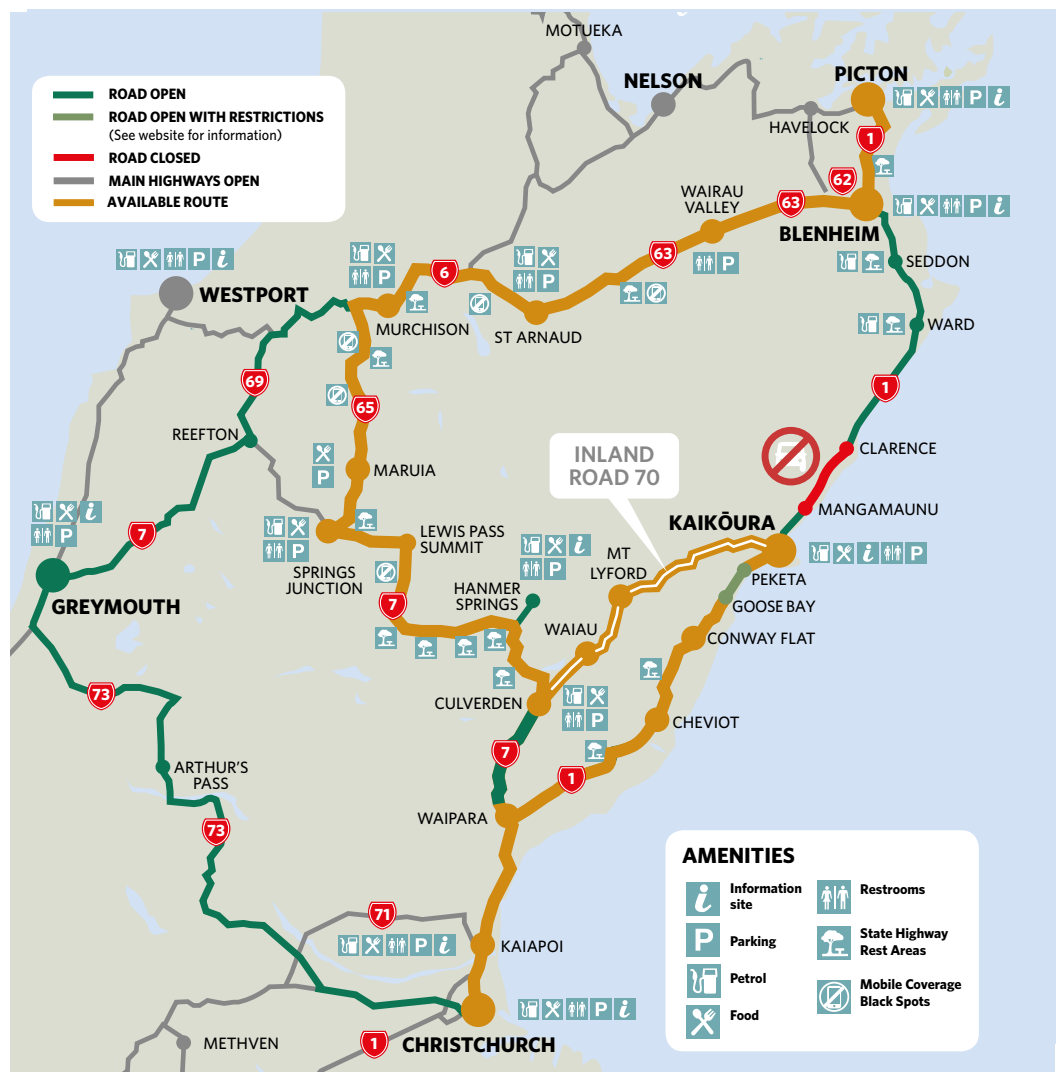 MOTUEKA
NELSON
PICTON
HAVELOCK
1
62
63
WAIRAU
VALLEY
BLENHEIM
63
SEDDON
WARD
1
ROAD OPEN
ROAD OPEN WITH RESTRICTIONS
(See website for information)
ROAD CLOSED
MAIN HIGHWAYS OPEN
AVAILABLE ROUTE
P i
P i
P i
P
P
P
WESTPORT
6
MURCHISON
ST ARNAUD
69
65
REEFTON
MARUIA
P
INLAND
ROAD 70
CLARENCE
MANGAMAUNU
KAIKŌURA
i P
PEKETA
GOOSE BAY
CONWAY FLAT
MT
LYFORD
i
P
7
GREYMOUTH
P
SPRINGS
JUNCTION
LEWIS PASS
SUMMIT
i
P
HANMER
SPRINGS
7
WAIAU
CULVERDEN
P
CHEVIOT
7
1
73
ARTHUR'S
PASS
WAIPARA
73
71
P i
KAIAPOI
P i
CHRISTCHURCH
1
METHVEN
AMENITIES
i
Information
site
P
Parking
Petrol
Food
Restrooms
State Highway
Rest Areas
Mobile Coverage
Black Spots